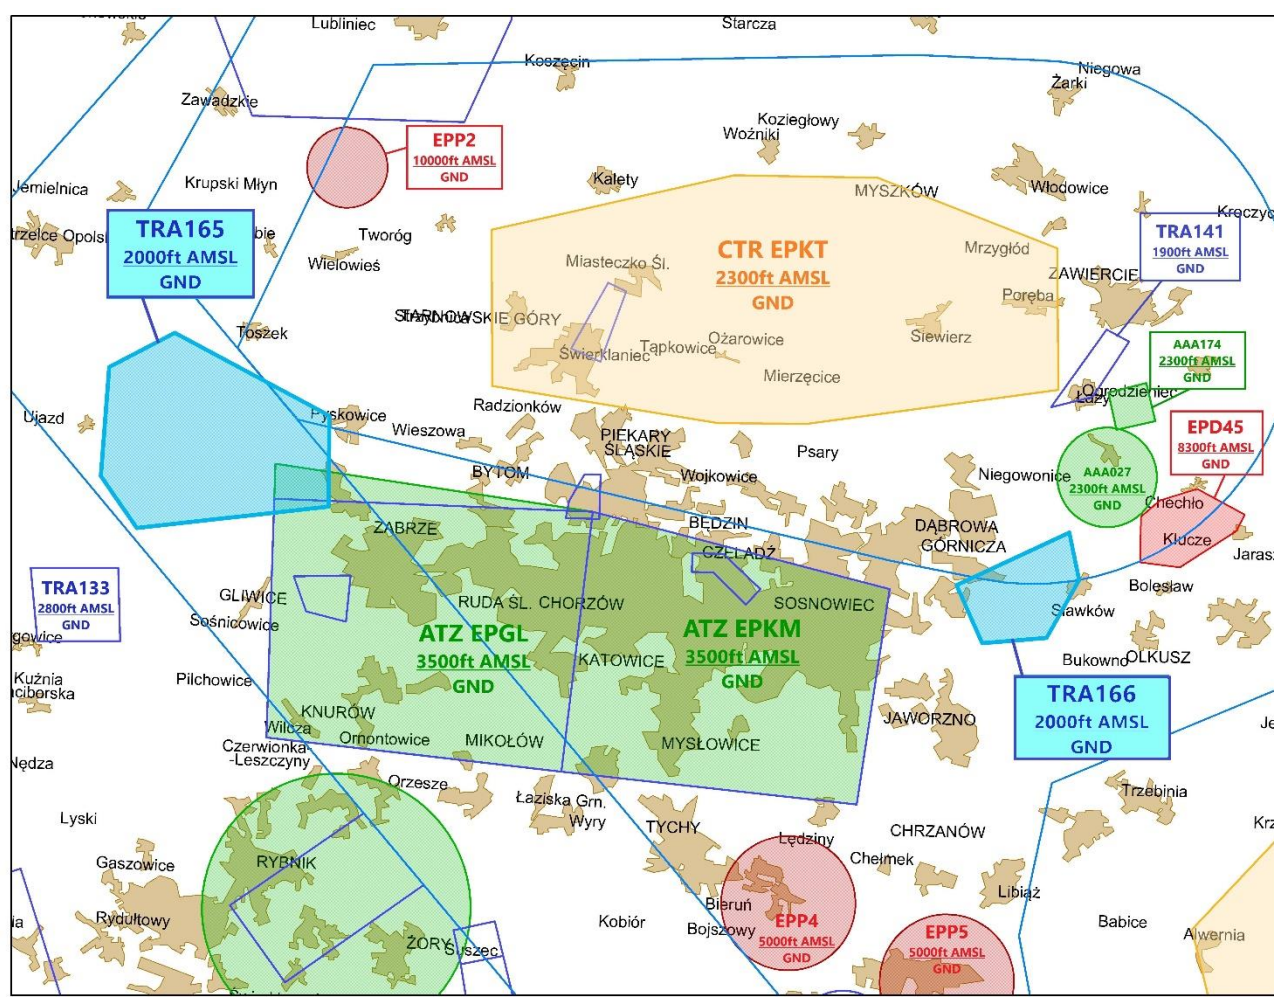 Lubliniec
Starcza
Koszęcin
Niegowa
Żarki
Zawadzkie
Koziegłowy
Woźniki
EPP2
10000ft AMSL
GND
Jemielnica
Krupski Młyn
Kalety
MYSZKÓW
Włodowice
TRA165
2000ft AMSL
GND
Tworóg
Wielowieś
Miasteczko Śl.
CTR EPKT
2300ft AMSL
GND
Mrzygłód
TRA141
1900ft AMSL
GND
ZAWIERCIE
Poręba
TARNOWSKIE GÓRY
Toszek
Świerklaniec
Tąpkowice
Ożarowice
Siewierz
Mierzęcice
AAA174
2300ft AMSL
GND
Ogrodzieniec
Łazy
Ujazd
Pyskowice
Radzionków
Wieszowa
PIEKARY
ŚLĄSKIE
EPD45
8300ft AMSL
GND
Psary
BYTOM
Wojkowice
Niegowonice
AAA027
2300ft AMSL
GND
Chechło
ZABRZE
BĘDZIN
DĄBROWA
GÓRNICZA
Klucze
CZELADŹ
TRA133
2800ft AMSL
GND
GLIWICE
Sośnicowice
RUDA ŚL.
CHORZÓW
SOSNOWIEC
Bolesław
Sławków
ATZ EPGL
3500ft AMSL
GND
ATZ EPKM
3500ft AMSL
GND
KATOWICE
Bukowno
OLKUSZ
Kuźnia
Pilchowice
TRA166
2000ft AMSL
GND
KNURÓW
Wilcza
Ornontowice
MIKOŁÓW
MYSŁOWICE
JAWORZNO
Czerwionka-
-Leszczyny
Orzesze
Łaziska Grn.
Wyry
Trzebinia
Lyski
TYCHY
Lędziny
CHRZANÓW
Gaszowice
RYBNIK
Chełmek
Libiąż
Rydułtowy
Kobiór
Bieruń
Bojszowy
EPP4
5000ft AMSL
GND
EPP5
5000ft AMSL
GND
Babice
Alwernia
ŻORY
Suszec